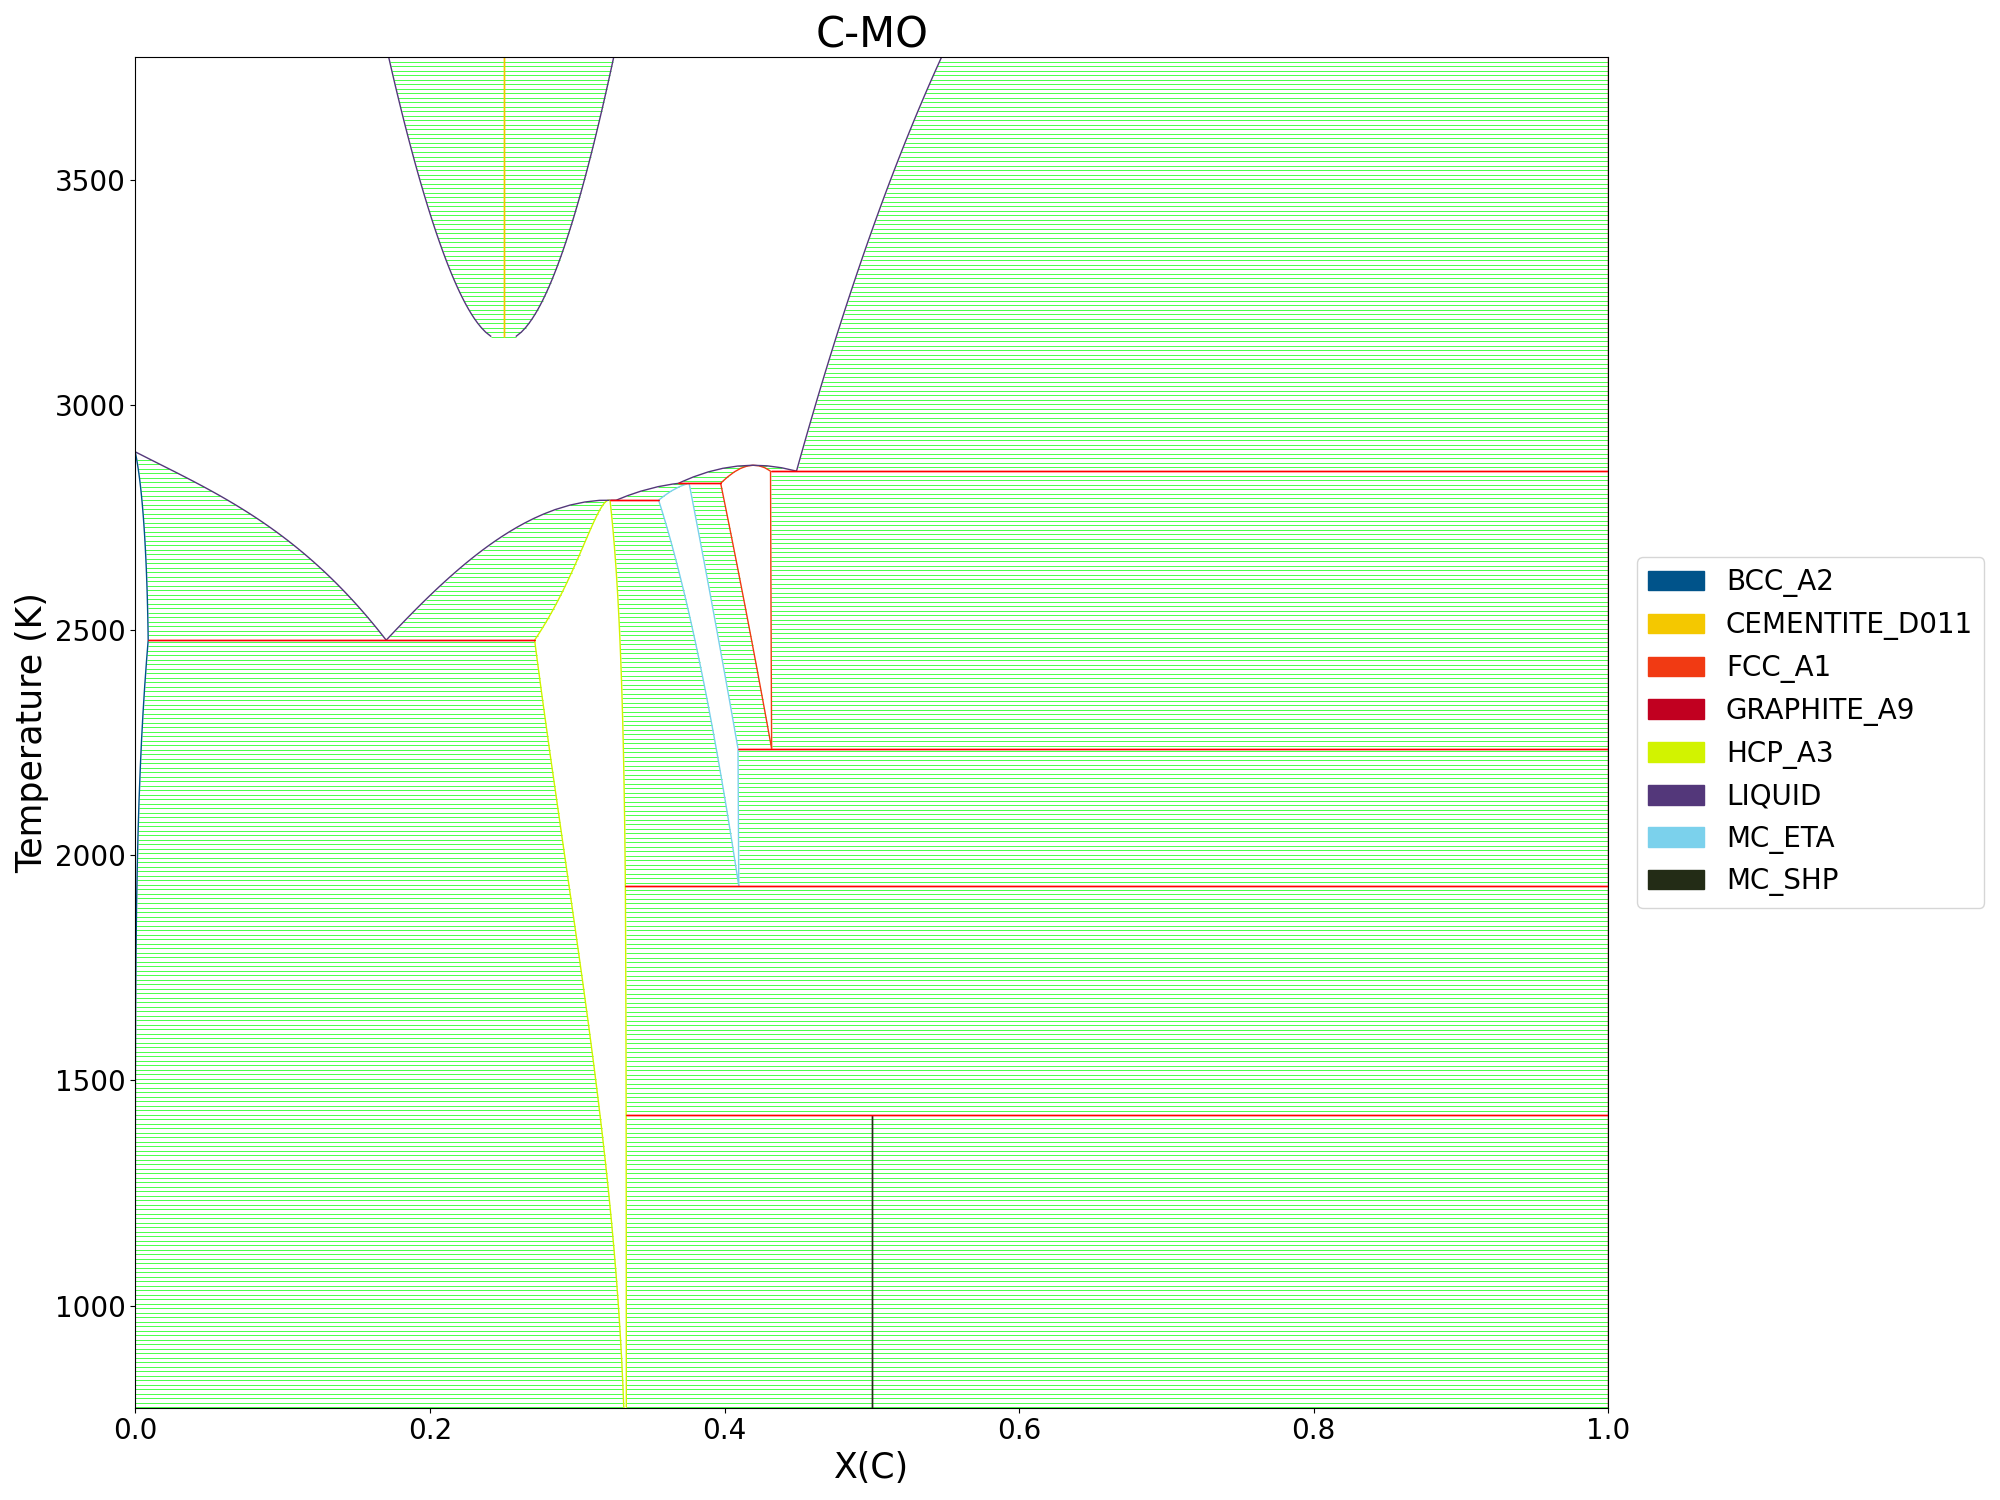 C-MO
3500
3000
2500
2000
1500
1000
Temperature (K)
0.0 0.2 0.4 0.6 0.8 1.0
X(C)
BCC_A2
CEMENTITE_D011
FCC_A1
GRAPHITE_A9
HCP_A3
LIQUID
MC_ETA
MC_SHP